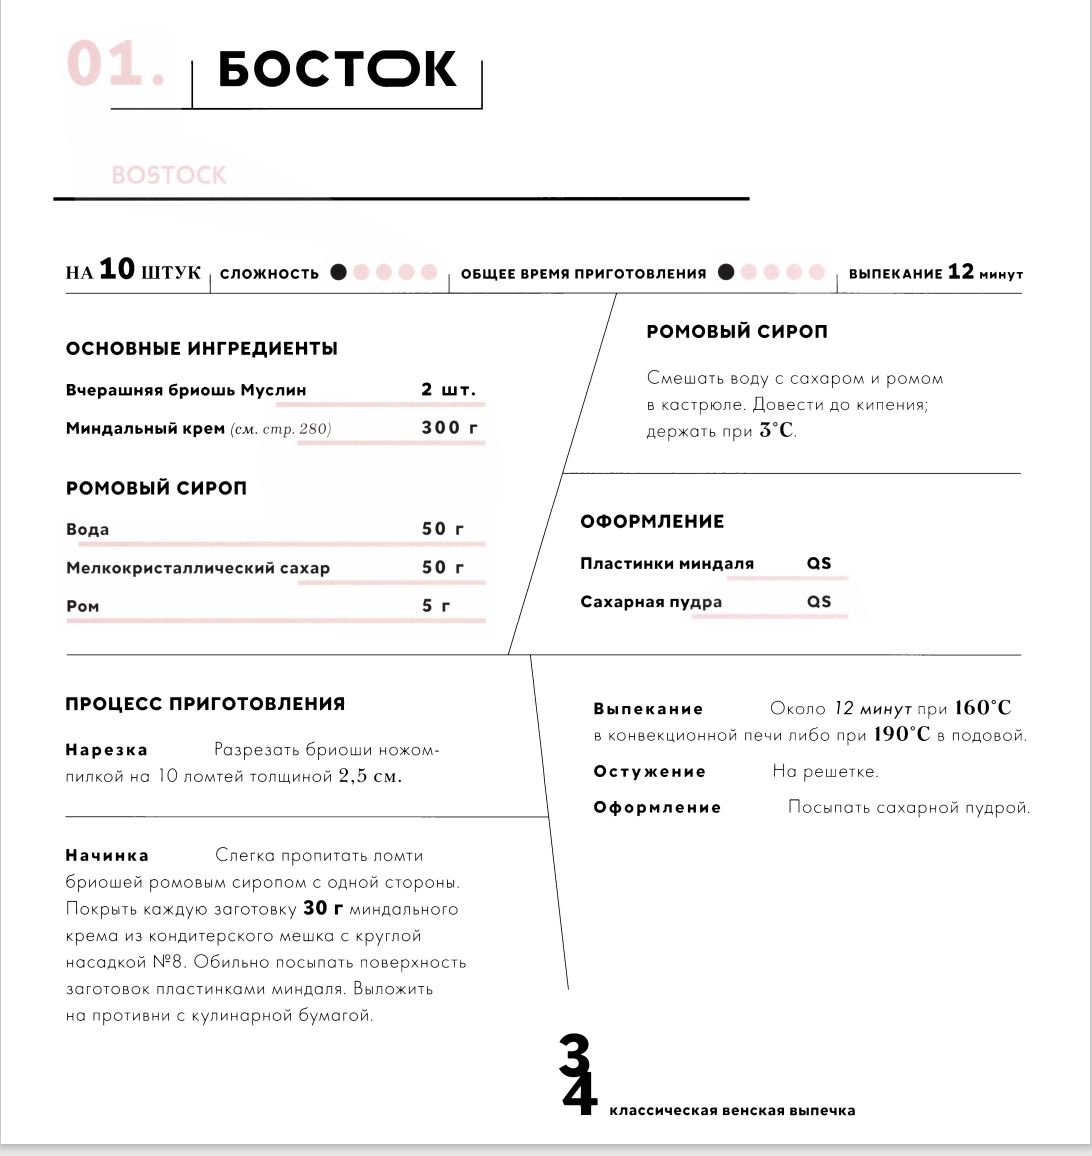 01. БОСТОК
BOSTOCK
НА 10 ШТУК СЛОЖНОСТЬ ОБЩЕЕ ВРЕМЯ ПРИГОТОВЛЕНИЯ ВЫПЕКАНИЕ 12 минут
ОСНОВНЫЕ ИНГРЕДИЕНТЫ
Вчерашняя бриошь Муслин 2 шт.
Миндальный крем (см. стр. 280) 300 г
РОМОВЫЙ СИРОП
Вода 50 г
Мелкокристаллический сахар 50 г
Ром 5 г
РОМОВЫЙ СИРОП
Смешать воду с сахаром и ромом
в кастрюле. Довести до кипения;
держать при 3°C.
ОФОРМЛЕНИЕ
Пластинки миндаля QS
Сахарная пудра QS
ПРОЦЕСС ПРИГОТОВЛЕНИЯ
Нарезка Разрезать бриоши ножом-
пилкой на 10 ломтей толщиной 2,5 см.
Начинка Слегка пропитать ломти
бриошей ромовым сиропом с одной стороны.
Покрыть каждую заготовку 30 г миндального
крема из кондитерского мешка с круглой
насадкой №8. Обильно посыпать поверхность
заготовок пластинками миндаля. Выложить
на противни с кулинарной бумагой.
Выпекание Около 12 минут при 160°C
в конвекционной печи либо при 190°C в подовой.
Остужение На решетке.
Оформление Посыпать сахарной пудрой.
3
4 классическая венская выпечка